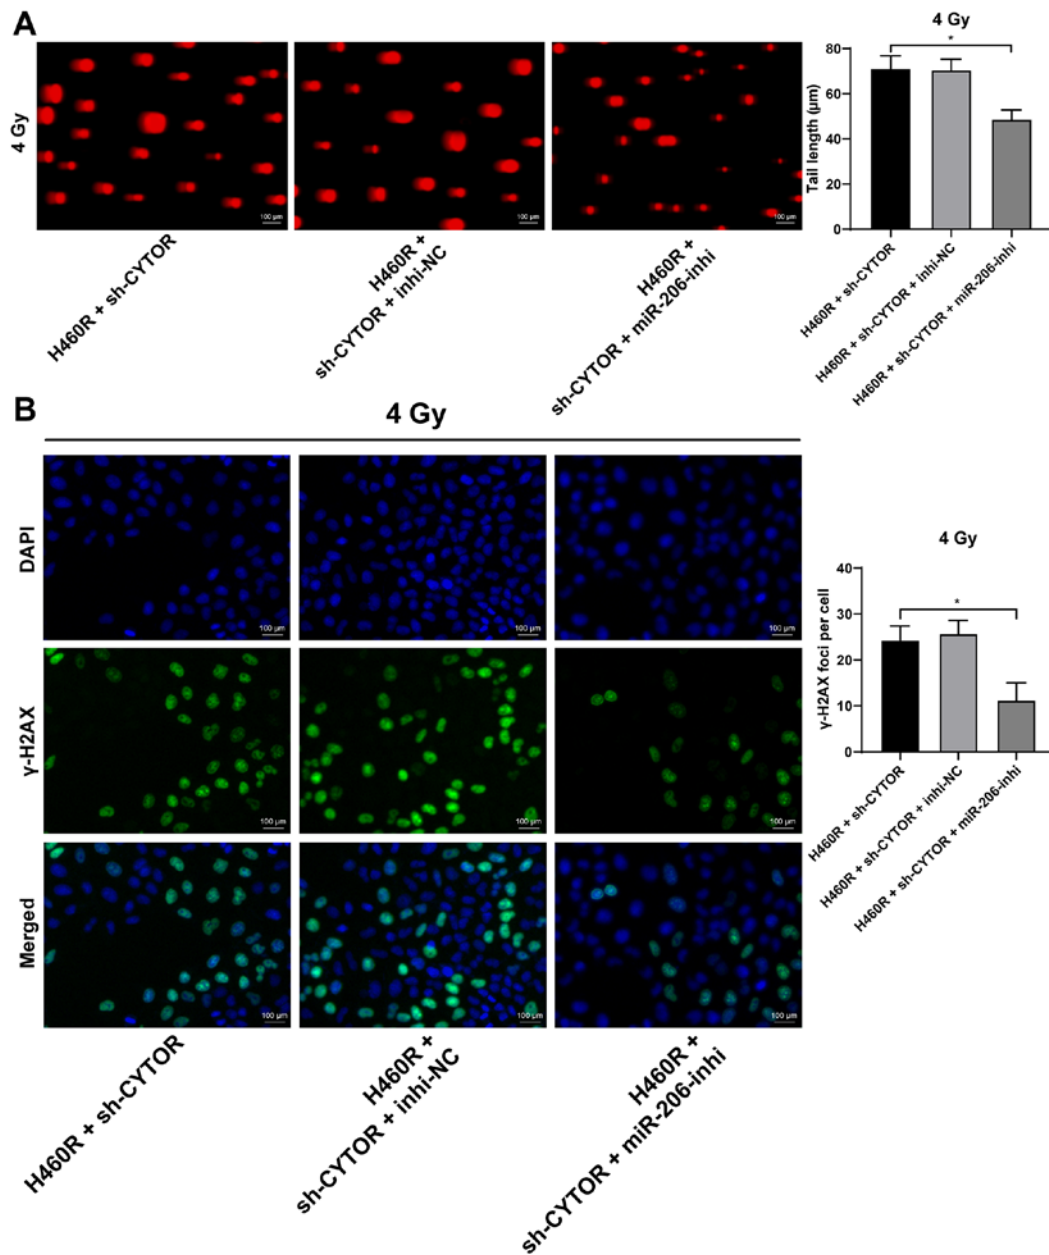 A
4 Gy
100 µm
100 µm
100 µm
H460R + sh-CYTOR
H460R +
sh-CYTOR + inhi-NC
H460R +
sh-CYTOR + miR-206-inhi
4 Gy
*
Tail length (µm)
80
60
40
20
0
H460R + sh-CYTOR
H460R + sh-CYTOR + inhi-NC
H460R + sh-CYTOR + miR-206-inhi
B
4 Gy
DAPI
100 µm
100 µm
100 µm
γ-H2AX
100 µm
100 µm
100 µm
Merged
100 µm
100 µm
100 µm
H460R + sh-CYTOR
H460R +
sh-CYTOR + inhi-NC
H460R +
sh-CYTOR + miR-206-inhi
4 Gy
*
γ-H2AX foci per cell
40
30
20
10
0
H460R + sh-CYTOR
H460R + sh-CYTOR + inhi-NC
H460R + sh-CYTOR + miR-206-inhi